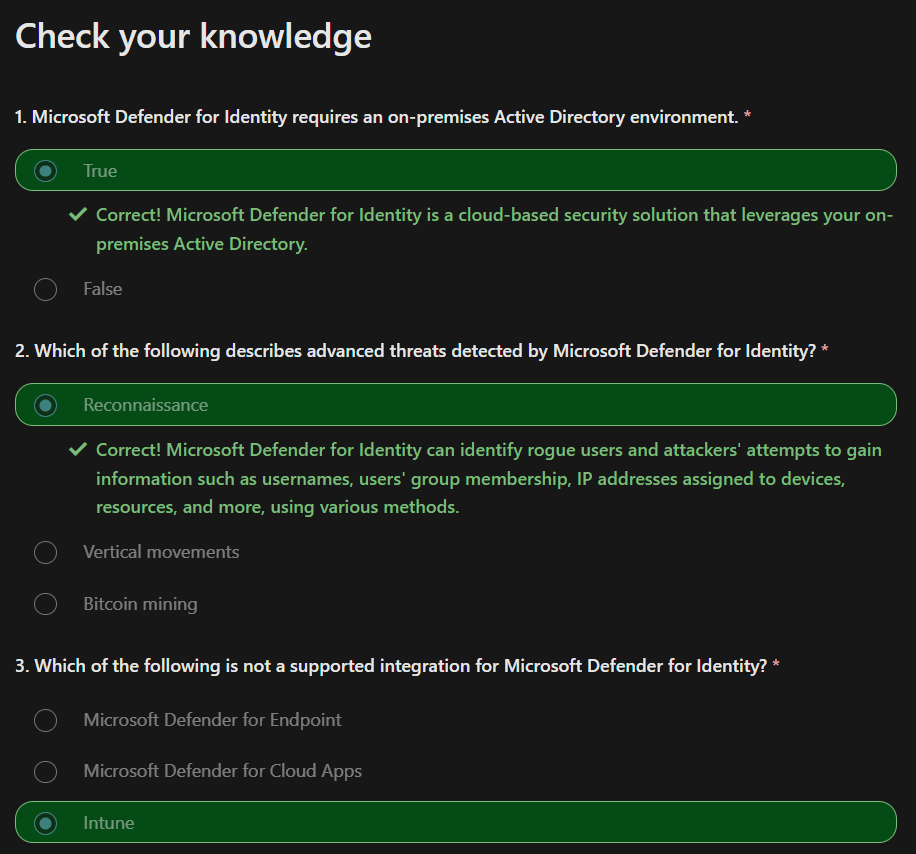 Check your knowledge
1. Microsoft Defender for Identity requires an on-premises Active Directory environment. *
True
Correct! Microsoft Defender for Identity is a cloud-based security solution that leverages your on-
premises Active Directory.
False
2. Which of the following describes advanced threats detected by Microsoft Defender for Identity? *
Reconnaissance
Correct! Microsoft Defender for Identity can identify rogue users and attackers' attempts to gain
information such as usernames, users' group membership, IP addresses assigned to devices,
resources, and more, using various methods.
Vertical movements
Bitcoin mining
3. Which of the following is not a supported integration for Microsoft Defender for Identity? *
Microsoft Defender for Endpoint
Microsoft Defender for Cloud Apps
Intune